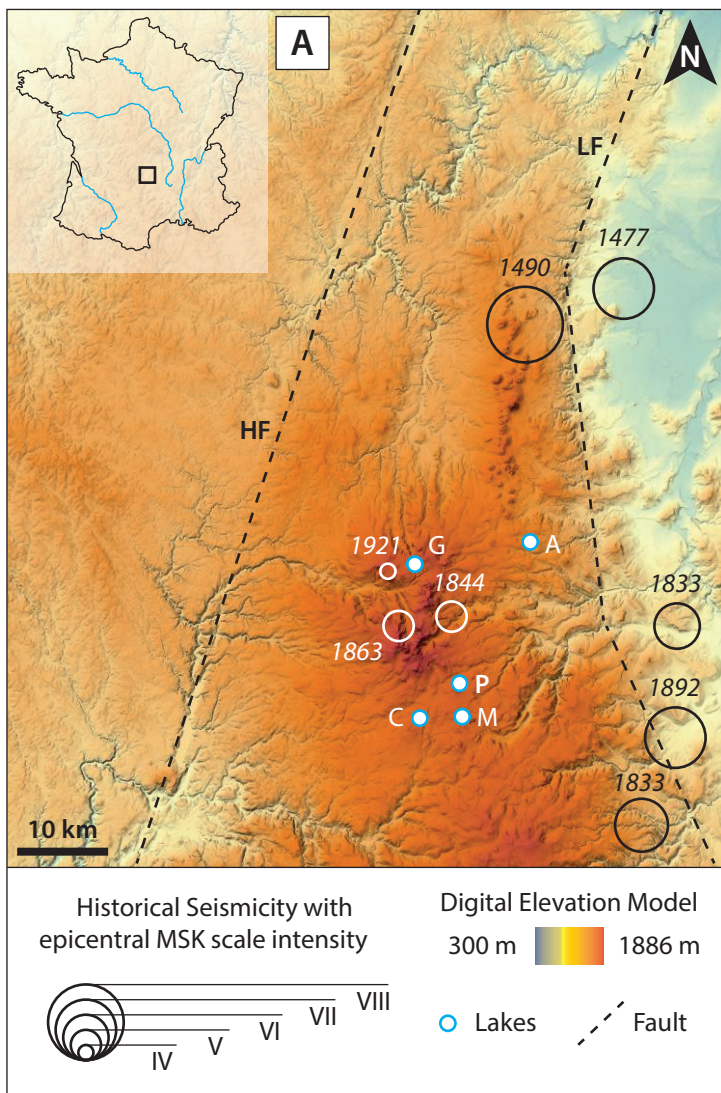 A
N
LF
1477
1490
HF
1921
G
A
1844
1833
1863
P
1892
C
M
1833
10 km
Historical Seismicity with
epicentral MSK scale intensity
VIII
VII
VI
V
IV
Digital Elevation Model
300 m
1886 m
Lakes
Fault